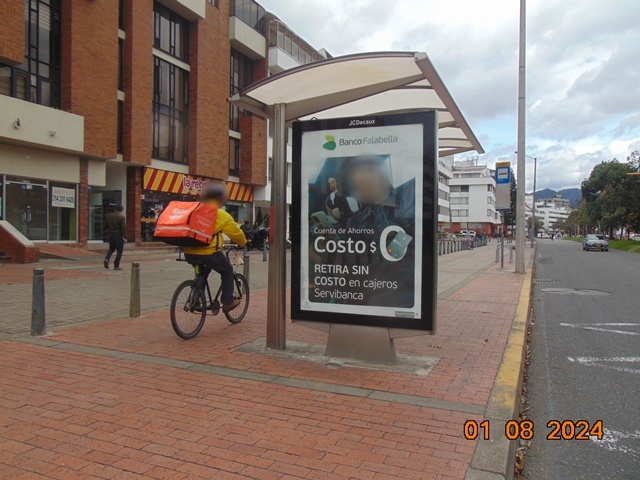 JCDecaux
Banco Falabella
Cuenta de Ahorros
Costo $0
RETIRA SIN
COSTO en cajeros
Servibanca
01 08 2024